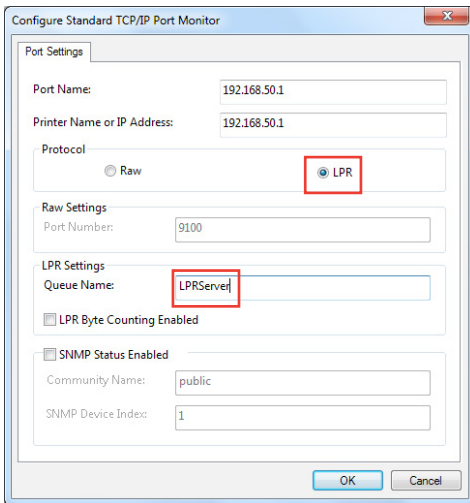 Configure Standard TCP/IP Port Monitor
Port Settings
Port Name: 192.168.50.1
Printer Name or IP Address: 192.168.50.1
Protocol
Raw LPR
Raw Settings
Port Number: 9100
LPR Settings
Queue Name: LPRServer
LPR Byte Counting Enabled
SNMP Status Enabled
Community Name: public
SNMP Device Index: 1
OK Cancel